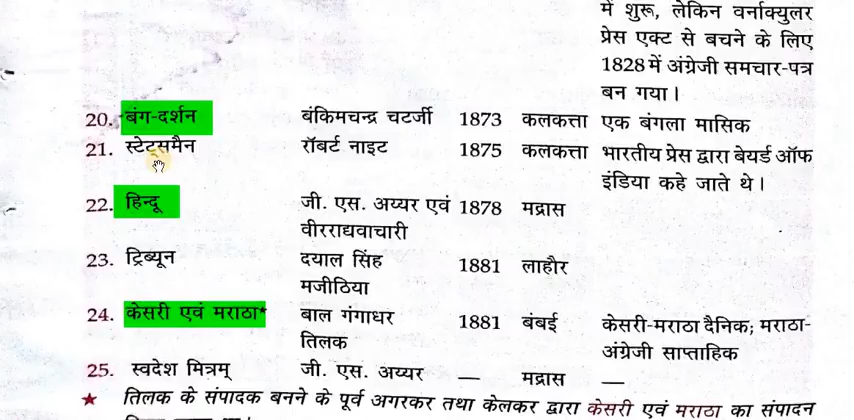 में शुरू, लेकिन वर्नाक्युलर
प्रेस एक्ट से बचने के लिए
1828 में अंग्रेजी समचार-पत्र
बन गया।
20. बंग-दर्शन बंकिमचन्द्र चटर्जी 1873 कलकत्ता एक बंगला मासिक
21. स्टेट्समैन रॉबर्ट नाइट 1875 कलकत्ता भारतीय प्रेस द्वारा बेयर्ड ऑफ
इंडिया कहे जाते थे।
22. हिन्दू जी. एस. अय्यर एवं 1878 मद्रास
वीरराद्यवाचारी
23. ट्रिब्यून दयाल सिंह 1881 लाहौर
मजीठिया
24. केसरी एवं मराठा* बाल गंगाधर 1881 बंबई केसरी-मराठा दैनिक; मराठा-
तिलक अंग्रेजी साप्ताहिक
25. स्वदेश मित्रम् जी. एस. अय्यर — मद्रास —
★ तिलक के संपादक बनने के पूर्व अगरकर तथा केलकर द्वारा केसरी एवं मराठा का संपादन